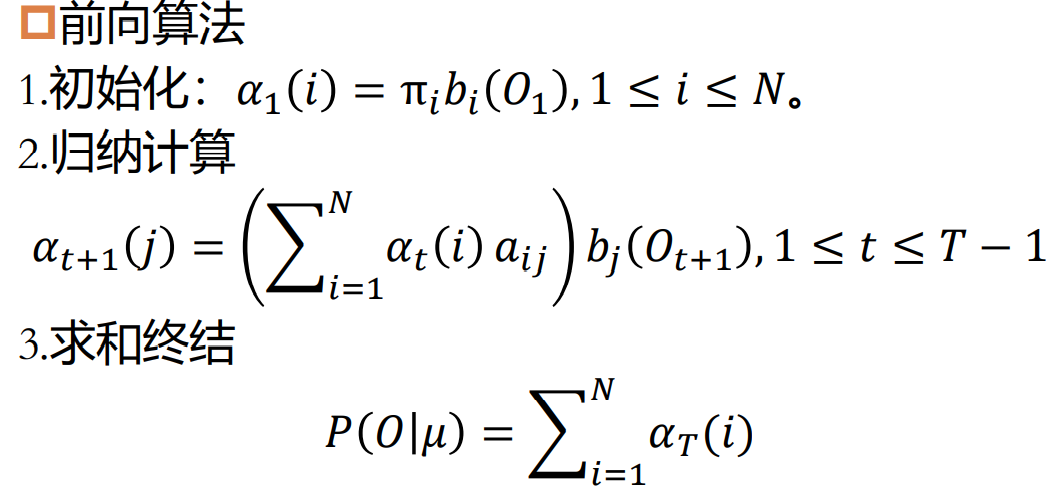 前向算法
1.初始化：α₁(i) = πᵢbᵢ(O₁), 1 ≤ i ≤ N。
2.归纳计算
αₜ₊₁(j) = (∑ᵢ₌₁ᴺ αₜ(i) aᵢⱼ) bⱼ(Oₜ₊₁), 1 ≤ t ≤ T − 1
3.求和终结
P(O|μ) = ∑ᵢ₌₁ᴺ α_T(i)